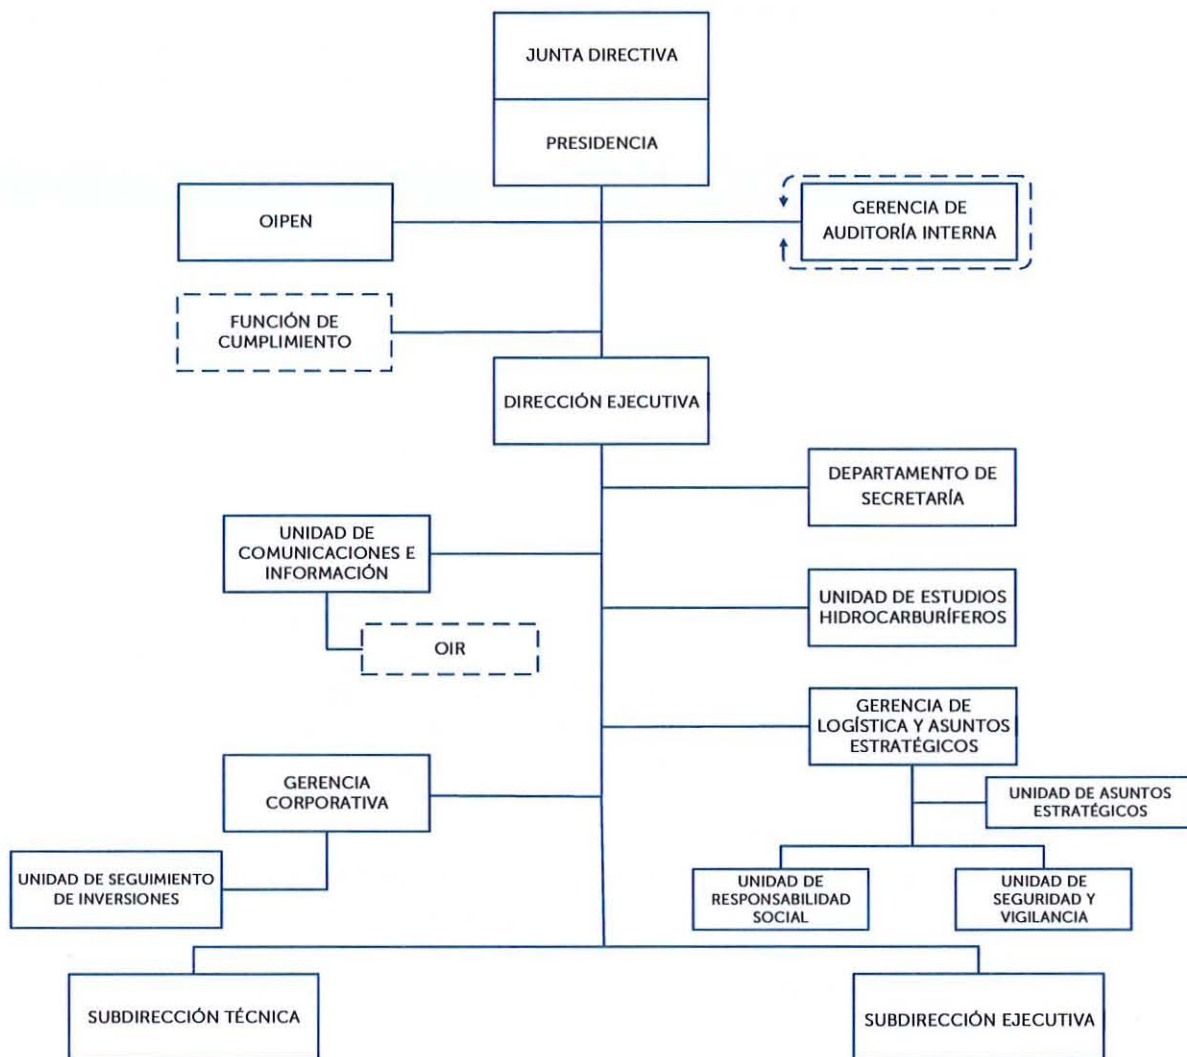 JUNTA DIRECTIVA
PRESIDENCIA
OIPEN
GERENCIA DE
AUDITORÍA INTERNA
FUNCIÓN DE
CUMPLIMIENTO
DIRECCIÓN EJECUTIVA
DEPARTAMENTO DE
SECRETARÍA
UNIDAD DE
COMUNICACIONES E
INFORMACIÓN
UNIDAD DE ESTUDIOS
HIDROCARBURÍFEROS
OIR
GERENCIA DE
LOGÍSTICA Y ASUNTOS
ESTRATÉGICOS
GERENCIA
CORPORATIVA
UNIDAD DE ASUNTOS
ESTRATÉGICOS
UNIDAD DE SEGUIMIENTO
DE INVERSIONES
UNIDAD DE
RESPONSABILIDAD
SOCIAL
UNIDAD DE
SEGURIDAD Y
VIGILANCIA
SUBDIRECCIÓN TÉCNICA
SUBDIRECCIÓN EJECUTIVA